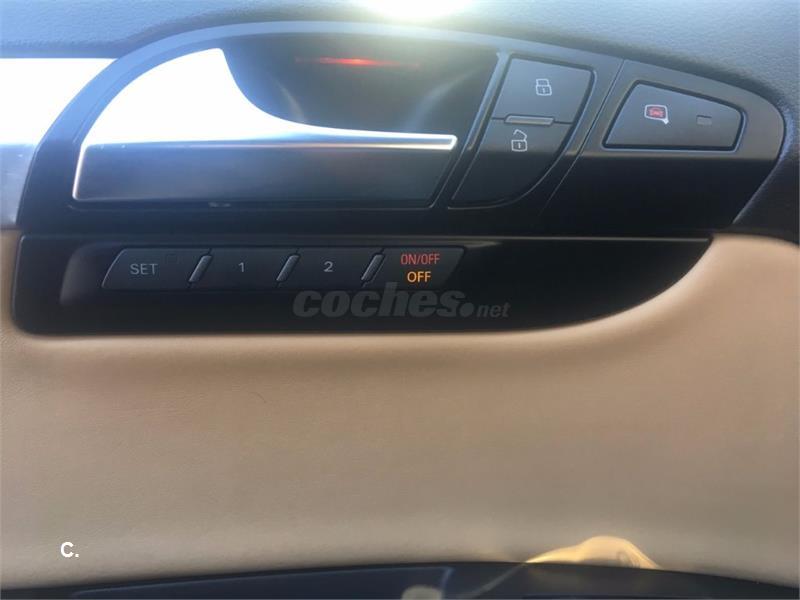 SET
1
2
ON/OFF
OFF
coches.net
C.